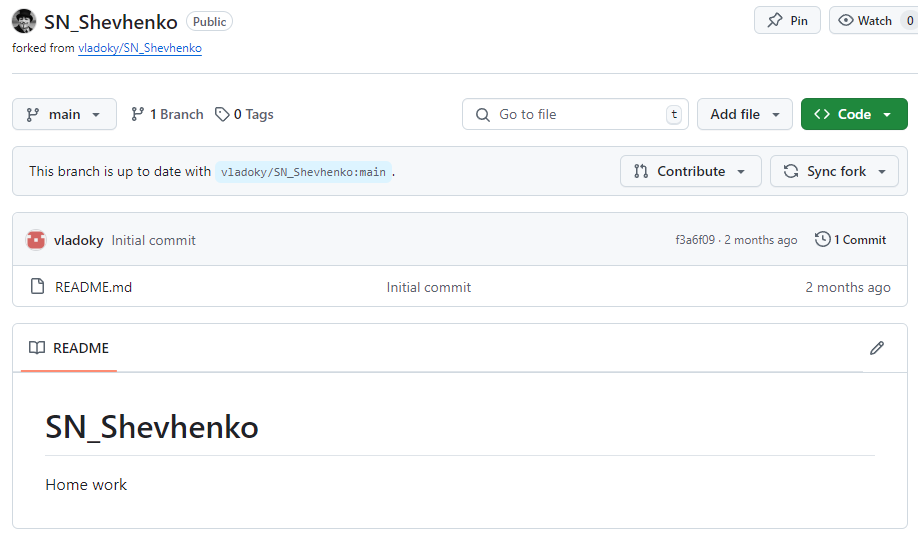 SN_Shevhenko Public Pin Watch 0
forked from vladoky/SN_Shevhenko
main 1 Branch 0 Tags Go to file t Add file Code
This branch is up to date with vladoky/SN_Shevhenko:main . Contribute Sync fork
vladoky Initial commit f3a6f09 · 2 months ago 1 Commit
README.md Initial commit 2 months ago
README
SN_Shevhenko
Home work